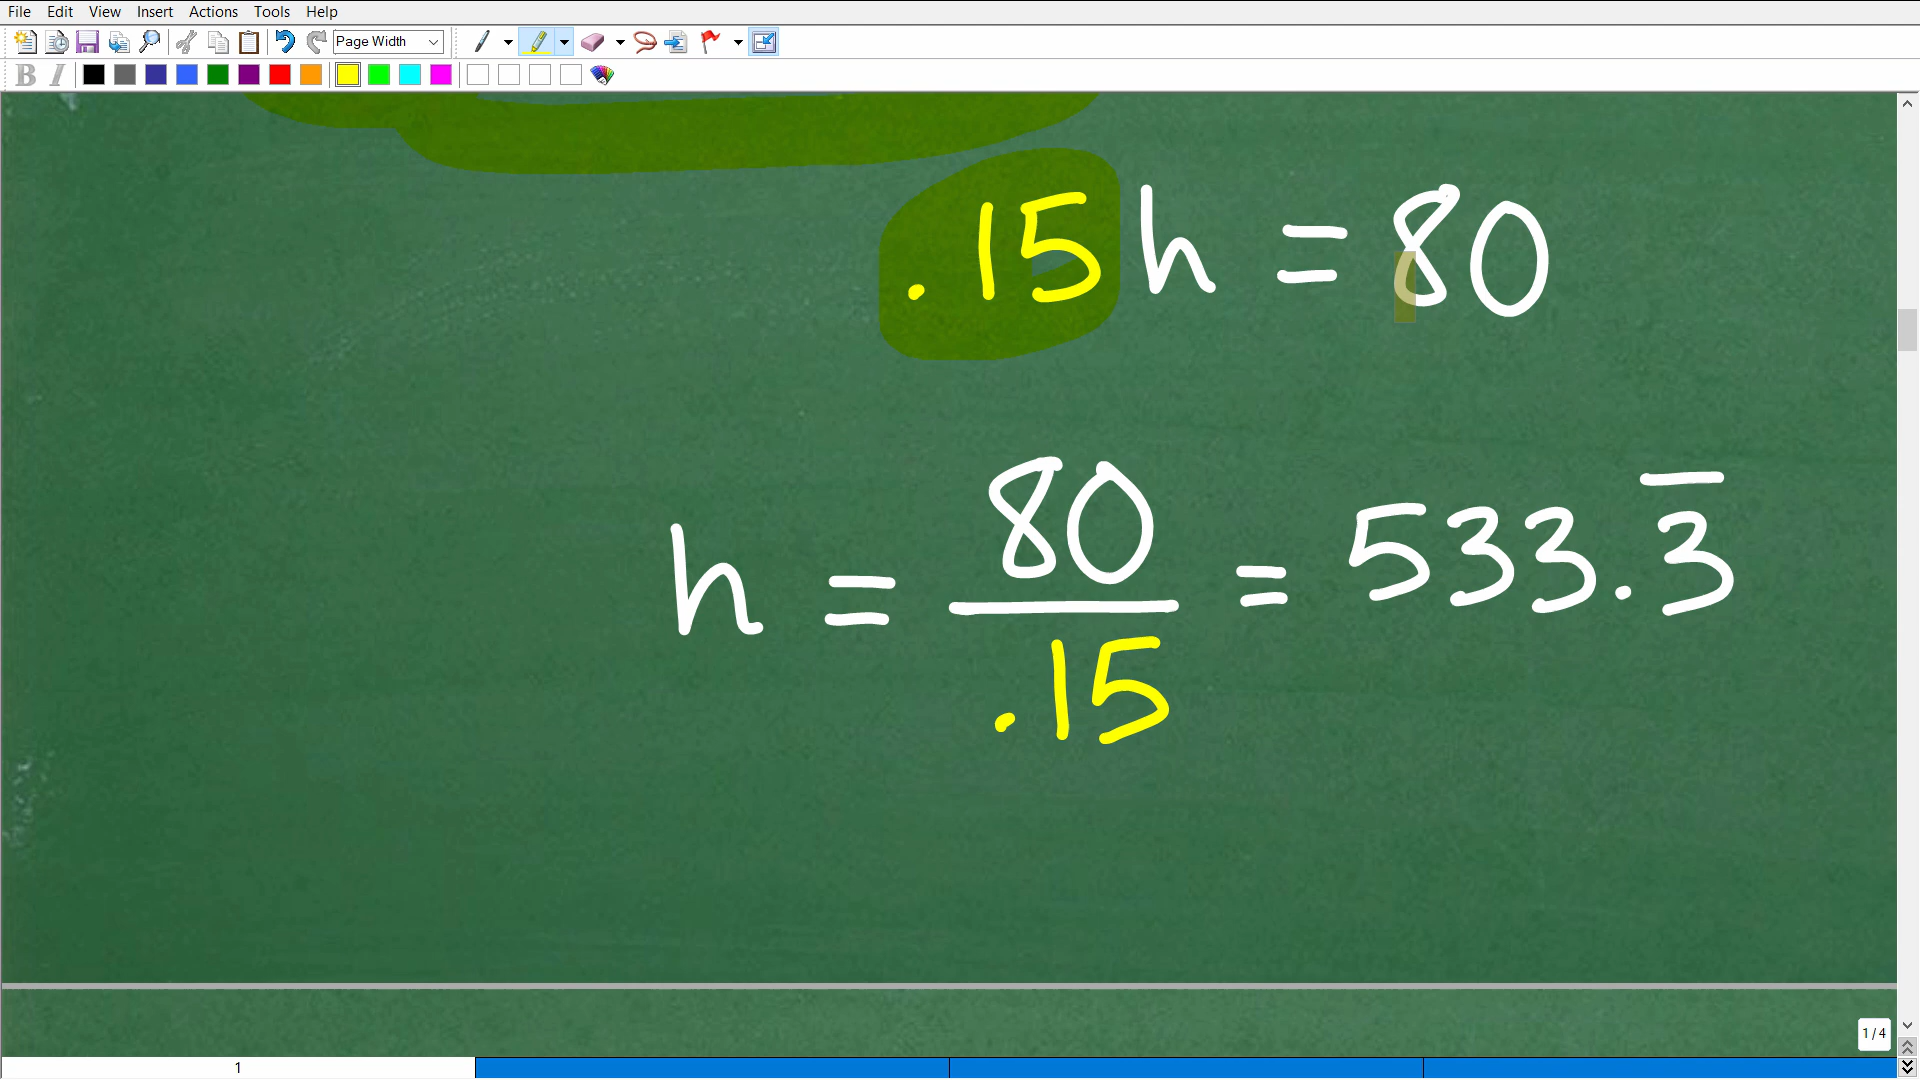 File Edit View Insert Actions Tools Help
Page Width
B I
.15h = 80
h = 80/.15 = 533.3̅
1 / 4
1